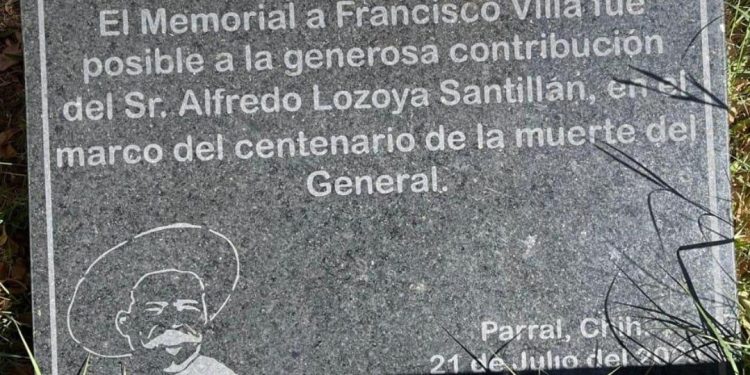 El Memorial a Francisco Villa fue
posible a la generosa contribución
del Sr. Alfredo Lozoya Santillán, en el
marco del centenario de la muerte del
General.
Parral, Chih.
21 de Julio del